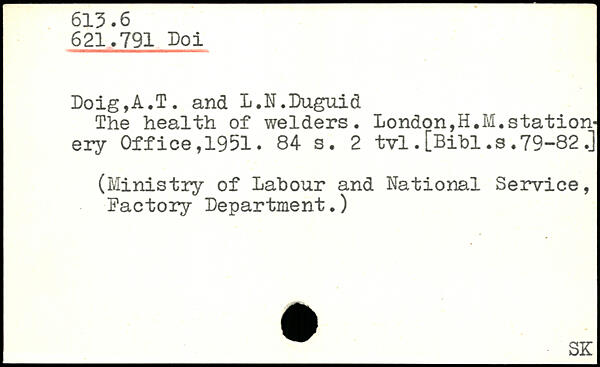 613.6
621.791 Doi
Doig,A.T. and L.N.Duguid
The health of welders. London,H.M.station-
ery Office,1951. 84 s. 2 tvl.[Bibl.s.79-82.]
(Ministry of Labour and National Service,
Factory Department.)
SK